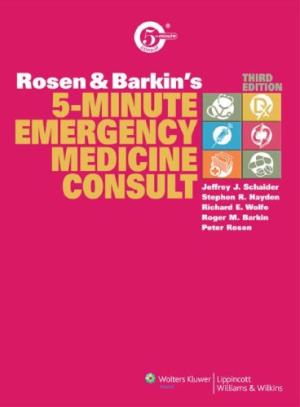 5
-minute
consult
Rosen & Barkin's
THIRD
EDITION
5-MINUTE
EMERGENCY
MEDICINE
CONSULT
Jeffrey J. Schaider
Stephen R. Hayden
Richard E. Wolfe
Roger M. Barkin
Peter Rosen
Wolters Kluwer
Lippincott
Williams & Wilkins